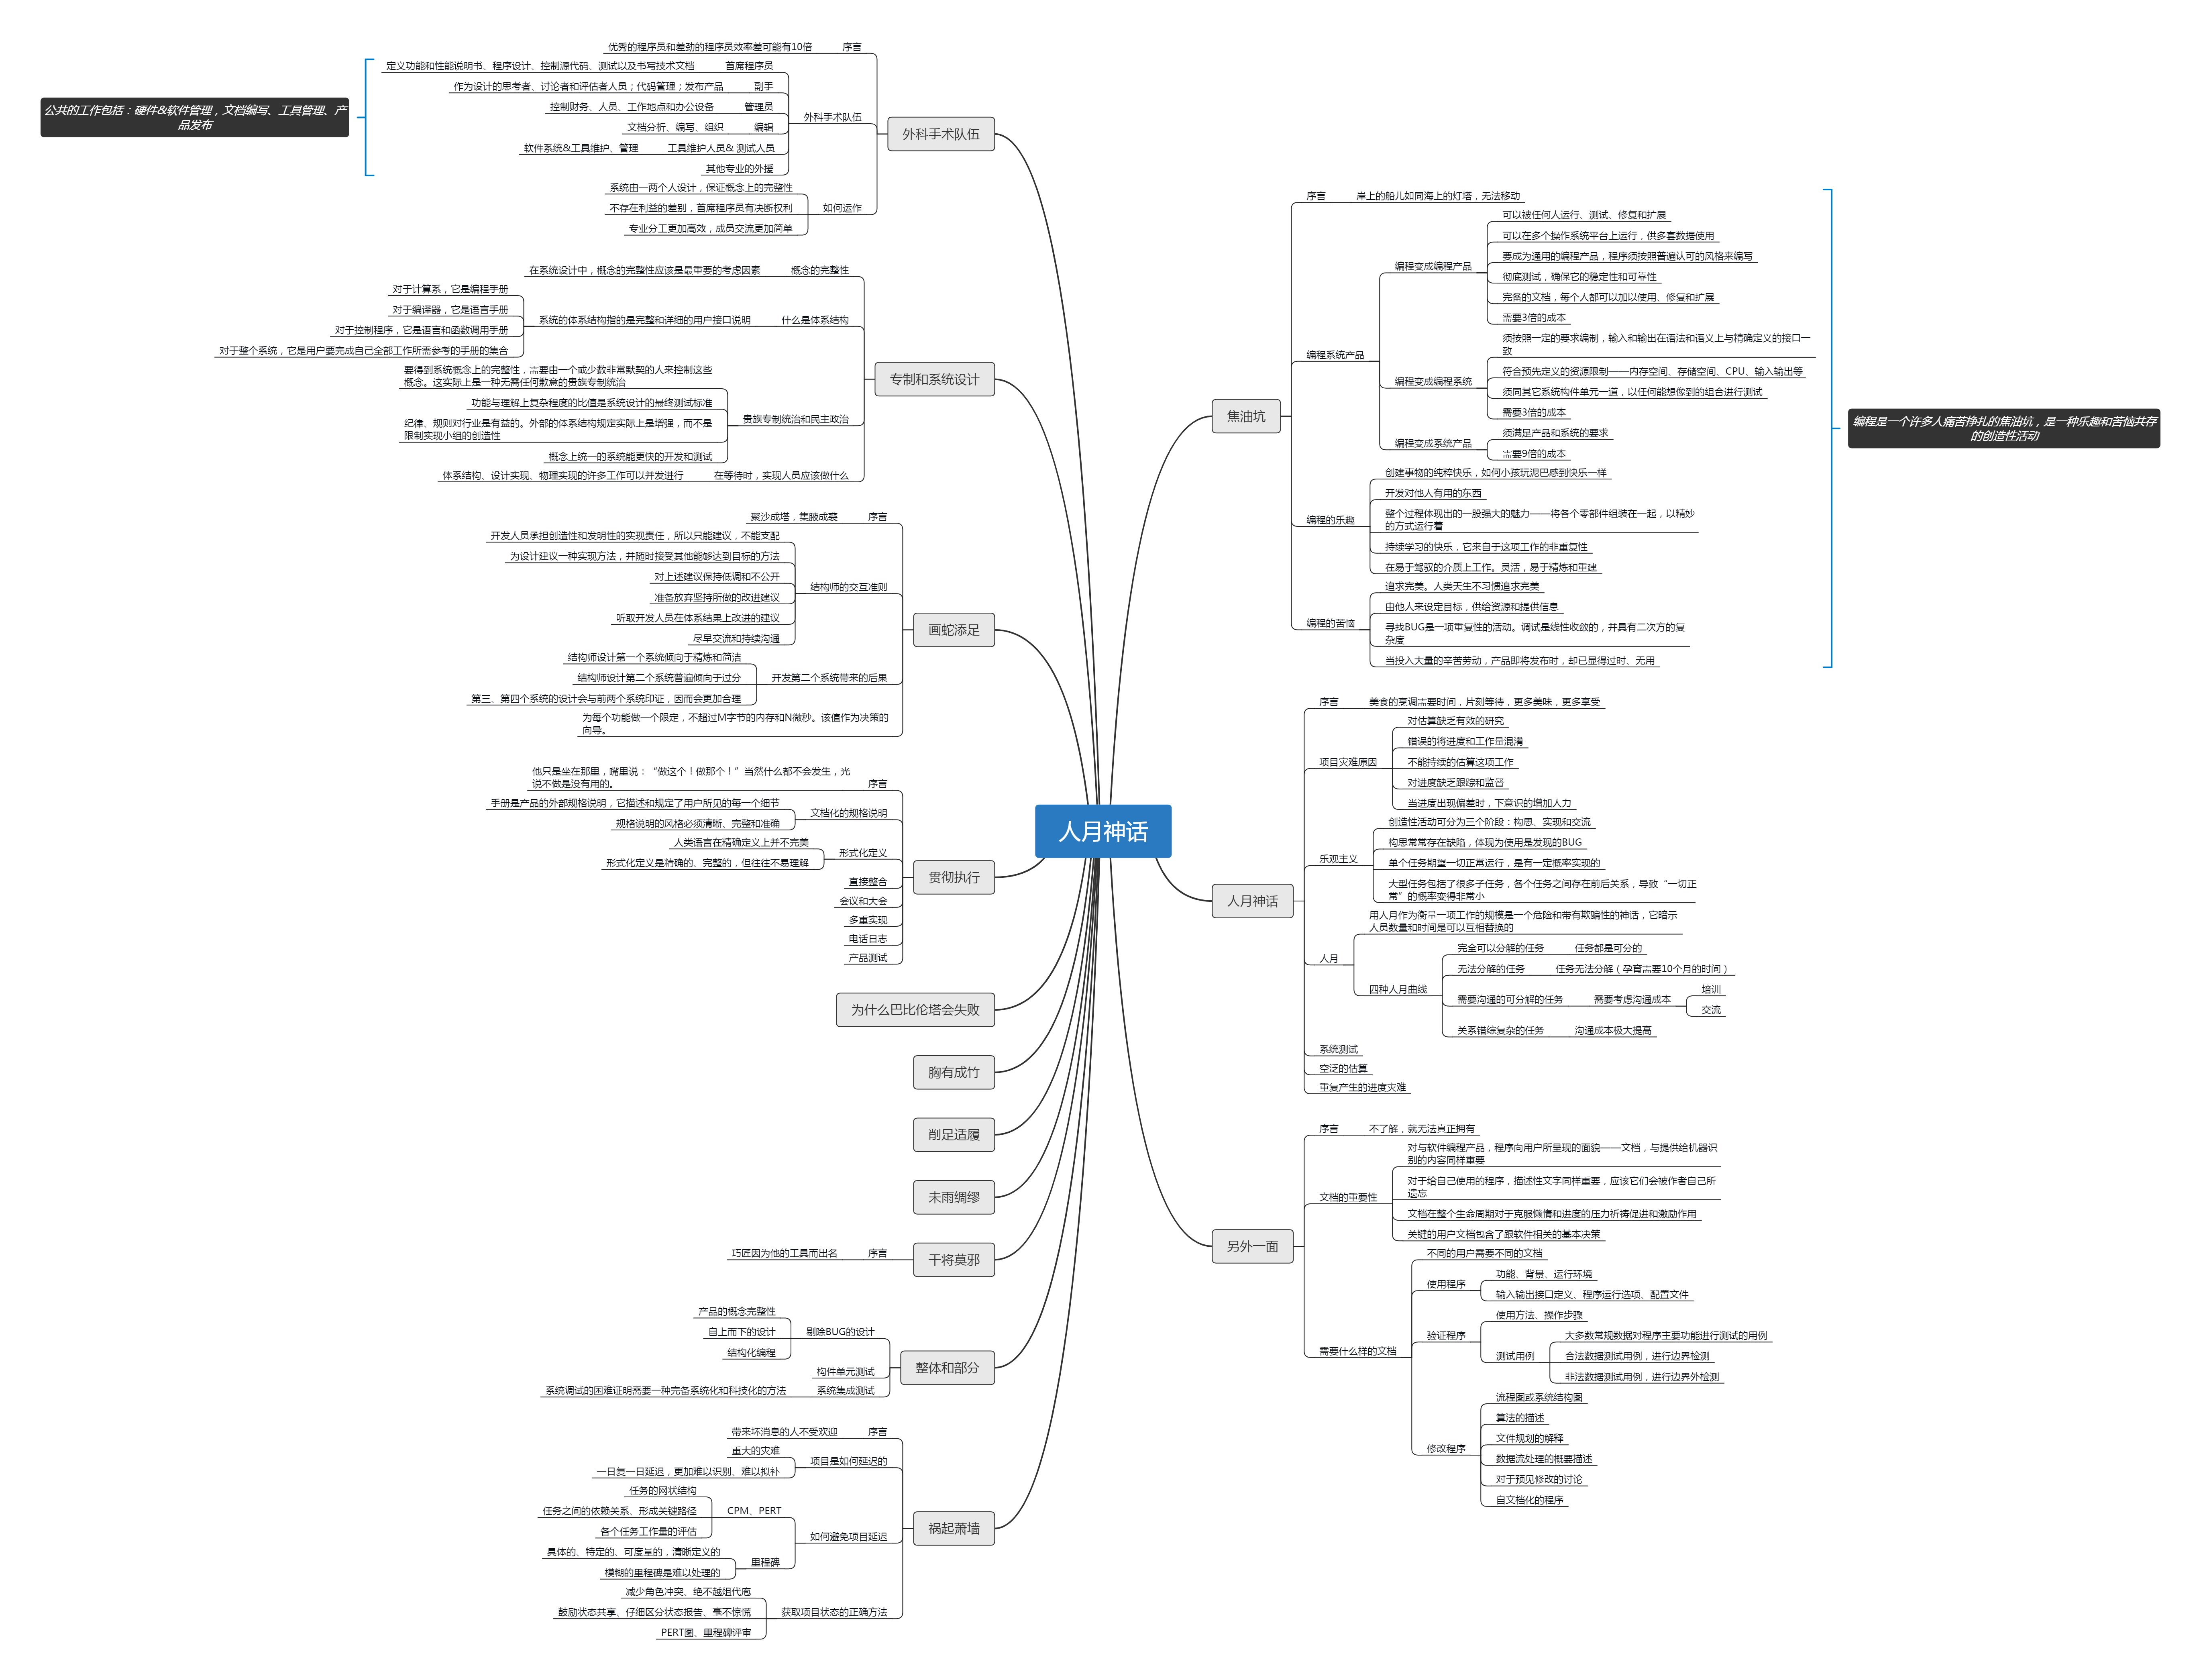 人月神话
焦油坑
序言
岸上的船儿如同海上的灯塔，无法移动
编程系统产品
编程变成编程产品
可以被任何人运行、测试、修复和扩展
可以在多个操作系统平台上运行，供多套数据使用
要成为通用的编程产品，程序须按照普遍认可的风格来编写
彻底测试，确保它的稳定性和可靠性
完备的文档，每个人都可以加以使用、修复和扩展
需要3倍的成本
编程变成编程系统
须按照一定的要求编制，输入和输出在语法和语义上与精确定义的接口一
致
符合预先定义的资源限制——内存空间、存储空间、CPU、输入输出等
须同其它系统构件单元一道，以任何能想像到的组合进行测试
需要3倍的成本
编程变成系统产品
须满足产品和系统的要求
需要9倍的成本
编程的乐趣
创建事物的纯粹快乐，如何小孩玩泥巴感到快乐一样
开发对他人有用的东西
整个过程体现出的一股强大的魅力——将各个零部件组装在一起，以精妙
的方式运行着
持续学习的快乐，它来自于这项工作的非重复性
在易于驾驭的介质上工作。灵活，易于精炼和重建
编程的苦恼
追求完美。人类天生不习惯追求完美
由他人来设定目标，供给资源和提供信息
寻找BUG是一项重复性的活动。调试是线性收敛的，并具有二次方的复
杂度
当投入大量的辛苦劳动，产品即将发布时，却已显得过时、无用
编程是一个许多人痛苦挣扎的焦油坑，是一种乐趣和苦恼共存
的创造性活动
人月神话
序言
美食的烹调需要时间，片刻等待，更多美味，更多享受
项目灾难原因
对估算缺乏有效的研究
错误的将进度和工作量混淆
不能持续的估算这项工作
对进度缺乏跟踪和监督
当进度出现偏差时，下意识的增加人力
乐观主义
创造性活动可分为三个阶段：构思、实现和交流
构思常常存在缺陷，体现为使用是发现的BUG
单个任务期望一切正常运行，是有一定概率实现的
大型任务包括了很多子任务，各个任务之间存在前后关系，导致“一切正
常”的概率变得非常小
人月
用人月作为衡量一项工作的规模是一个危险和带有欺骗性的神话，它暗示
人员数量和时间是可以互相替换的
四种人月曲线
完全可以分解的任务
任务都是可分的
无法分解的任务
任务无法分解（孕育需要10个月的时间）
需要沟通的可分解的任务
需要考虑沟通成本
培训
交流
关系错综复杂的任务
沟通成本极大提高
系统测试
空泛的估算
重复产生的进度灾难
另外一面
序言
不了解，就无法真正拥有
文档的重要性
对与软件编程产品，程序向用户所呈现的面貌——文档，与提供给机器识
别的内容同样重要
对于给自己使用的程序，描述性文字同样重要，应该它们会被作者自己所
遗忘
文档在整个生命周期对于克服懒惰和进度的压力祈祷促进和激励作用
关键的用户文档包含了跟软件相关的基本决策
需要什么样的文档
不同的用户需要不同的文档
使用程序
功能、背景、运行环境
输入输出接口定义、程序运行选项、配置文件
验证程序
使用方法、操作步骤
测试用例
大多数常规数据对程序主要功能进行测试的用例
合法数据测试用例，进行边界检测
非法数据测试用例，进行边界外检测
修改程序
流程图或系统结构图
算法的描述
文件规划的解释
数据流处理的概要描述
对于预见修改的讨论
自文档化的程序
外科手术队伍
序言
优秀的程序员和差劲的程序员效率差可能有10倍
外科手术队伍
首席程序员
定义功能和性能说明书、程序设计、控制源代码、测试以及书写技术文档
副手
作为设计的思考者、讨论者和评估者人员；代码管理；发布产品
管理员
控制财务、人员、工作地点和办公设备
编辑
文档分析、编写、组织
工具维护人员& 测试人员
软件系统&工具维护、管理
其他专业的外援
公共的工作包括：硬件&软件管理，文档编写、工具管理、产
品发布
如何运作
系统由一两个人设计，保证概念上的完整性
不存在利益的差别，首席程序员有决断权利
专业分工更加高效，成员交流更加简单
专制和系统设计
概念的完整性
在系统设计中，概念的完整性应该是最重要的考虑因素
什么是体系结构
系统的体系结构指的是完整和详细的用户接口说明
对于计算系，它是编程手册
对于编译器，它是语言手册
对于控制程序，它是语言和函数调用手册
对于整个系统，它是用户要完成自己全部工作所需参考的手册的集合
贵族专制统治和民主政治
要得到系统概念上的完整性，需要由一个或少数非常默契的人来控制这些
概念。这实际上是一种无需任何歉意的贵族专制统治
功能与理解上复杂程度的比值是系统设计的最终测试标准
纪律、规则对行业是有益的。外部的体系结构规定实际上是增强，而不是
限制实现小组的创造性
概念上统一的系统能更快的开发和测试
在等待时，实现人员应该做什么
体系结构、设计实现、物理实现的许多工作可以并发进行
画蛇添足
序言
聚沙成塔，集腋成裘
结构师的交互准则
开发人员承担创造性和发明性的实现责任，所以只能建议，不能支配
为设计建议一种实现方法，并随时接受其他能够达到目标的方法
对上述建议保持低调和不公开
准备放弃坚持所做的改进建议
听取开发人员在体系结果上改进的建议
尽早交流和持续沟通
开发第二个系统带来的后果
结构师设计第一个系统倾向于精炼和简洁
结构师设计第二个系统普遍倾向于过分
第三、第四个系统的设计会与前两个系统印证，因而会更加合理
为每个功能做一个限定，不超过M字节的内存和N微秒。该值作为决策的
向导。
贯彻执行
序言
他只是坐在那里，嘴里说：“做这个！做那个！”当然什么都不会发生，光
说不做是没有用的。
文档化的规格说明
手册是产品的外部规格说明，它描述和规定了用户所见的每一个细节
规格说明的风格必须清晰、完整和准确
形式化定义
人类语言在精确定义上并不完美
形式化定义是精确的、完整的，但往往不易理解
直接整合
会议和大会
多重实现
电话日志
产品测试
为什么巴比伦塔会失败
胸有成竹
削足适履
未雨绸缪
干将莫邪
序言
巧匠因为他的工具而出名
整体和部分
剔除BUG的设计
产品的概念完整性
自上而下的设计
结构化编程
构件单元测试
系统集成测试
系统调试的困难证明需要一种完备系统化和科技化的方法
祸起萧墙
序言
带来坏消息的人不受欢迎
项目是如何延迟的
重大的灾难
一日复一日延迟，更加难以识别、难以拟补
如何避免项目延迟
CPM、PERT
任务的网状结构
任务之间的依赖关系、形成关键路径
各个任务工作量的评估
里程碑
具体的、特定的、可度量的，清晰定义的
模糊的里程碑是难以处理的
获取项目状态的正确方法
减少角色冲突、绝不越俎代庖
鼓励状态共享、仔细区分状态报告、毫不惊慌
PERT图、里程碑评审